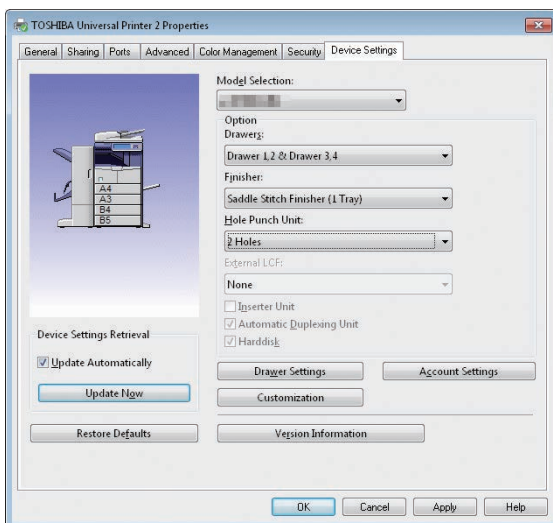 TOSHIBA Universal Printer 2 Properties
General Sharing Ports Advanced Color Management Security Device Settings
Model Selection:
Option
Drawers:
Drawer 1,2 & Drawer 3,4
Finisher:
Saddle Stitch Finisher (1 Tray)
Hole Punch Unit:
2 Holes
External LCF:
None
Inserter Unit
Automatic Duplexing Unit
Harddisk
A4
A3
B4
B5
Device Settings Retrieval
Update Automatically
Update Now
Drawer Settings Account Settings
Customization
Restore Defaults Version Information
OK Cancel Apply Help